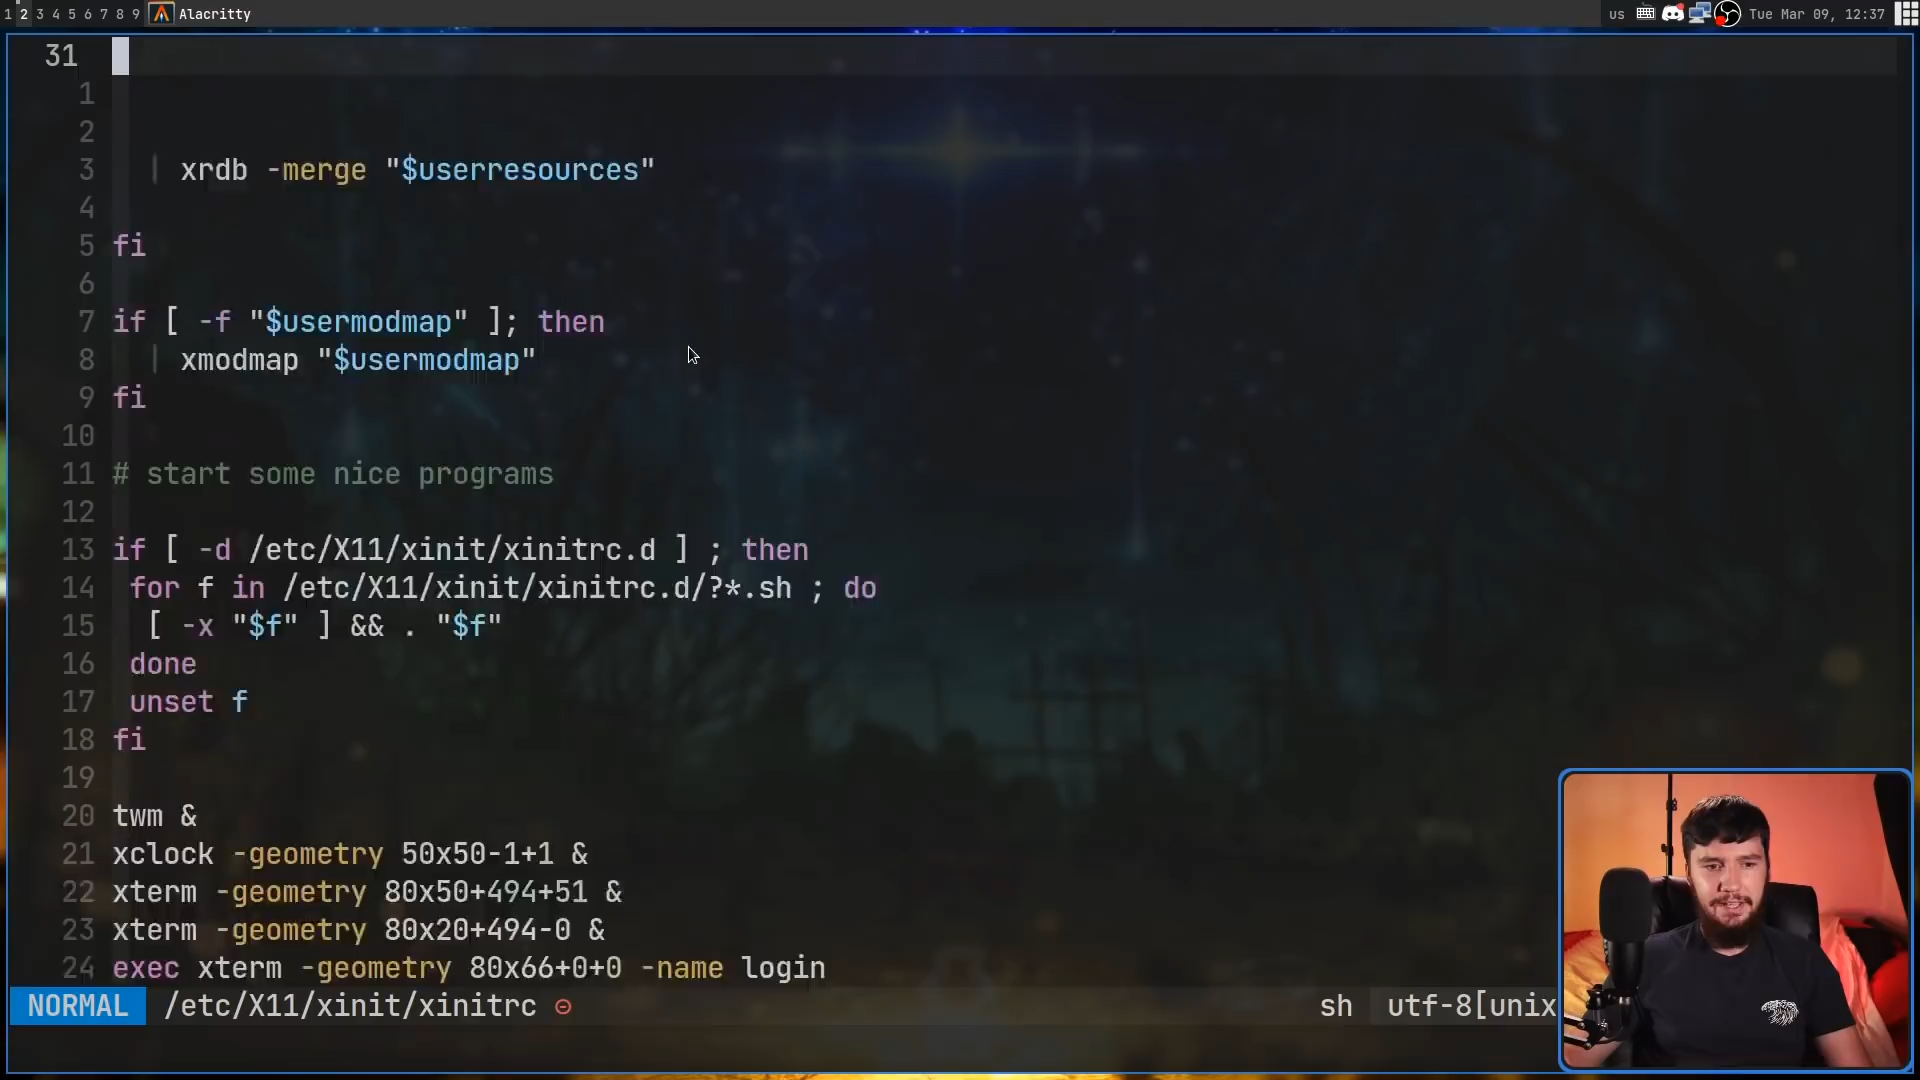 1 2 3 4 5 6 7 8 9 Alacritty us Tue Mar 09, 12:37
31
1
2
3 xrdb -merge "$userresources"
4
5 fi
6
7 if [ -f "$usermodmap" ]; then
8 xmodmap "$usermodmap"
9 fi
10
11 # start some nice programs
12
13 if [ -d /etc/X11/xinit/xinitrc.d ] ; then
14 for f in /etc/X11/xinit/xinitrc.d/?*.sh ; do
15 [ -x "$f" ] && . "$f"
16 done
17 unset f
18 fi
19
20 twm &
21 xclock -geometry 50x50-1+1 &
22 xterm -geometry 80x50+494+51 &
23 xterm -geometry 80x20+494-0 &
24 exec xterm -geometry 80x66+0+0 -name login
NORMAL /etc/X11/xinit/xinitrc sh utf-8[unix